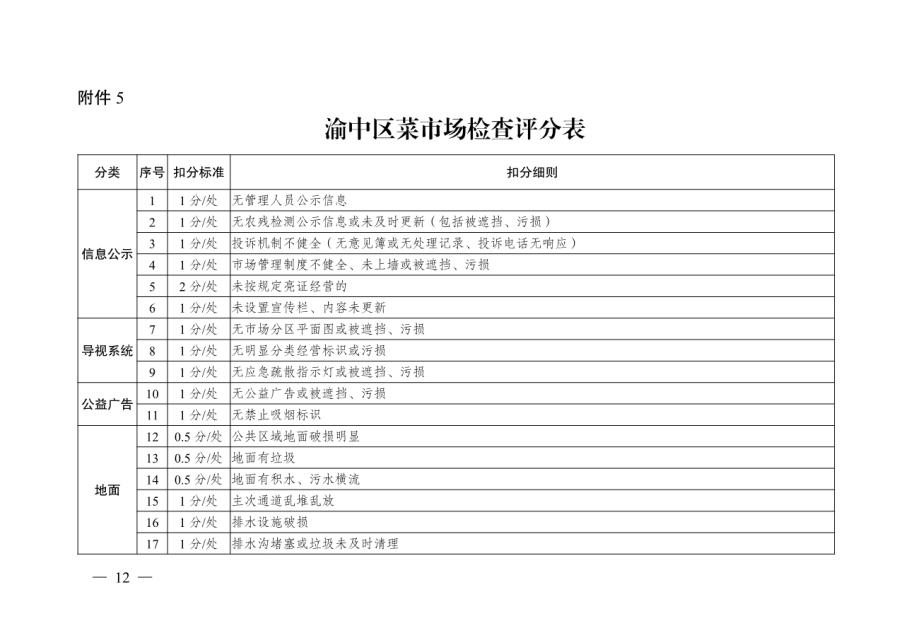 附件 5
渝中区菜市场检查评分表
分类 序号 扣分标准 扣分细则
信息公示
1 1 分/处 无管理人员公示信息
2 1 分/处 无农残检测公示信息或未及时更新（包括被遮挡、污损）
3 1 分/处 投诉机制不健全（无意见簿或无处理记录、投诉电话无响应）
4 1 分/处 市场管理制度不健全、未上墙或被遮挡、污损
5 2 分/处 未按规定亮证经营的
6 1 分/处 未设置宣传栏、内容未更新
导视系统
7 1 分/处 无市场分区平面图或被遮挡、污损
8 1 分/处 无明显分类经营标识或污损
9 1 分/处 无应急疏散指示灯或被遮挡、污损
公益广告
10 1 分/处 无公益广告或被遮挡、污损
11 1 分/处 无禁止吸烟标识
地面
12 0.5 分/处 公共区域地面破损明显
13 0.5 分/处 地面有垃圾
14 0.5 分/处 地面有积水、污水横流
15 1 分/处 主次通道乱堆乱放
16 1 分/处 排水设施破损
17 1 分/处 排水沟堵塞或垃圾未及时清理
— 12 —